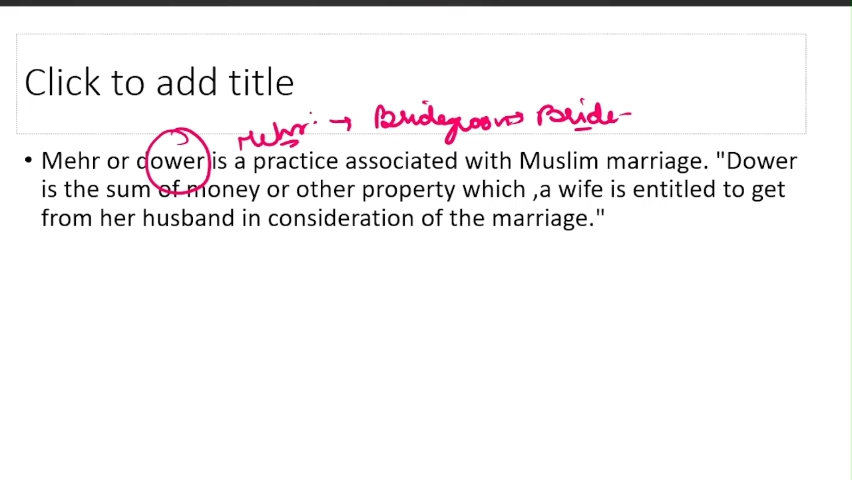 Click to add title
Mehr → Bridegroom → Bride
• Mehr or dower is a practice associated with Muslim marriage. "Dower
is the sum of money or other property which ,a wife is entitled to get
from her husband in consideration of the marriage."